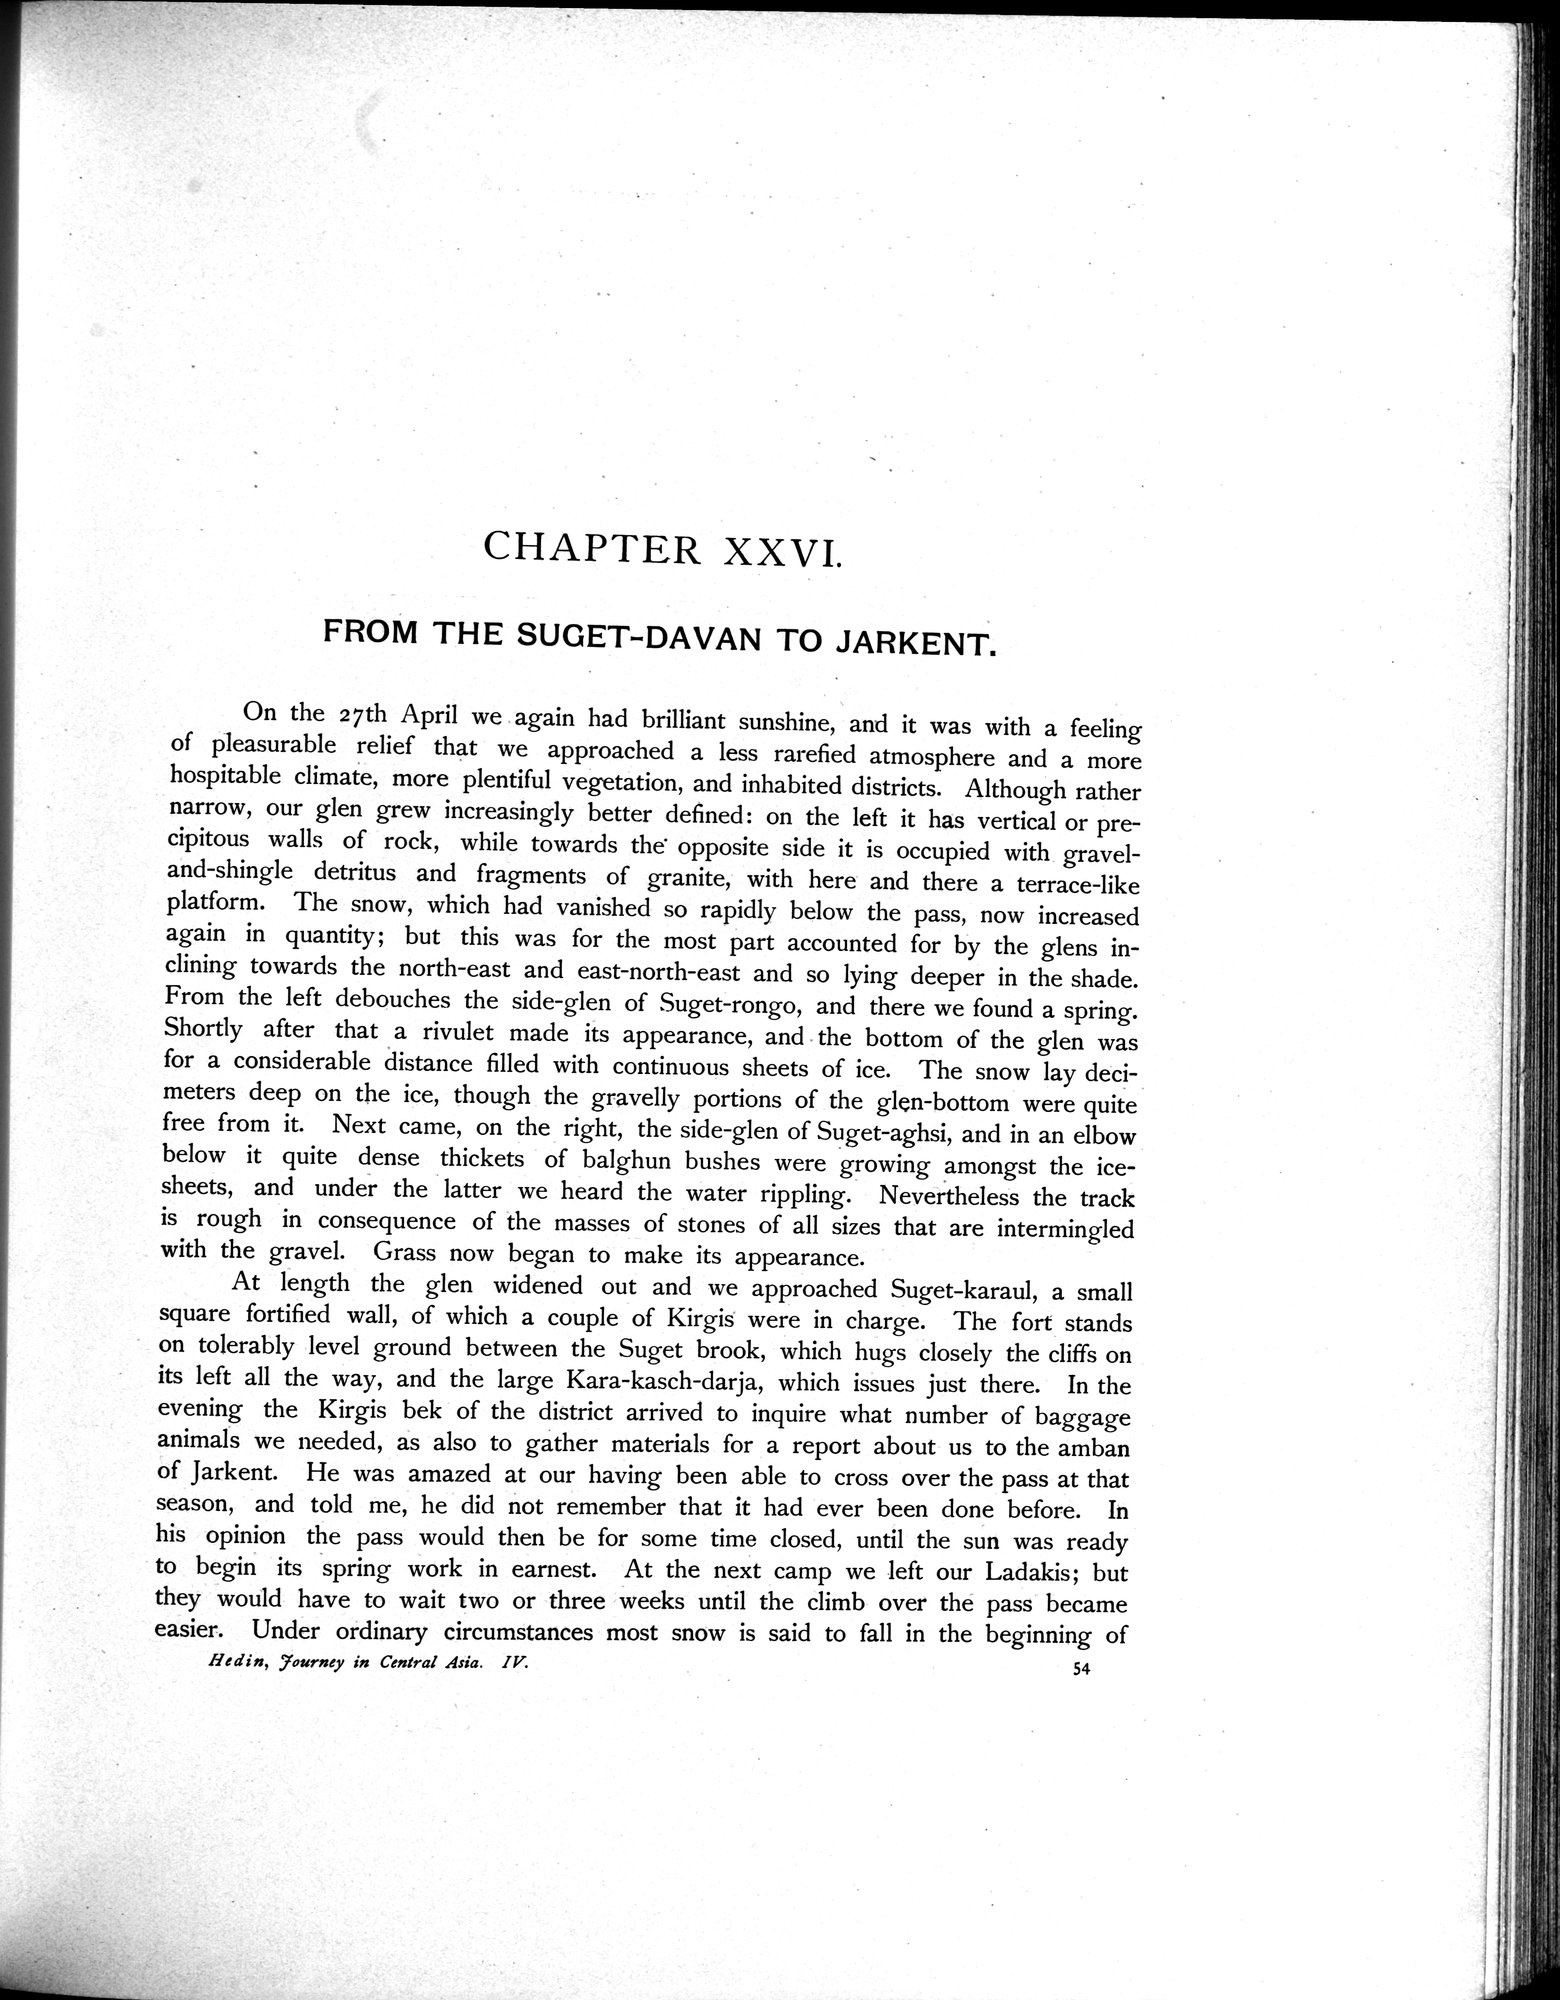 CHAPTER XXVI.
FROM THE SUGET-DAVAN TO JARKENT.
On the 27th April we again had brilliant sunshine, and it was with a feeling
of pleasurable relief that we approached a less rarefied atmosphere and a more
hospitable climate, more plentiful vegetation, and inhabited districts. Although rather
narrow, our glen grew increasingly better defined: on the left it has vertical or pre-
cipitous walls of rock, while towards the opposite side it is occupied with gravel-
and-shingle detritus and fragments of granite, with here and there a terrace-like
platform. The snow, which had vanished so rapidly below the pass, now increased
again in quantity; but this was for the most part accounted for by the glens in-
clining towards the north-east and east-north-east and so lying deeper in the shade.
From the left debouches the side-glen of Suget-rongo, and there we found a spring.
Shortly after that a rivulet made its appearance, and the bottom of the glen was
for a considerable distance filled with continuous sheets of ice. The snow lay deci-
meters deep on the ice, though the gravelly portions of the glen-bottom were quite
free from it. Next came, on the right, the side-glen of Suget-aghsi, and in an elbow
below it quite dense thickets of balghun bushes were growing amongst the ice-
sheets, and under the latter we heard the water rippling. Nevertheless the track
is rough in consequence of the masses of stones of all sizes that are intermingled
with the gravel. Grass now began to make its appearance.
At length the glen widened out and we approached Suget-karaul, a small
square fortified wall, of which a couple of Kirgis were in charge. The fort stands
on tolerably level ground between the Suget brook, which hugs closely the cliffs on
its left all the way, and the large Kara-kasch-darja, which issues just there. In the
evening the Kirgis bek of the district arrived to inquire what number of baggage
animals we needed, as also to gather materials for a report about us to the amban
of Jarkent. He was amazed at our having been able to cross over the pass at that
season, and told me, he did not remember that it had ever been done before. In
his opinion the pass would then be for some time closed, until the sun was ready
to begin its spring work in earnest. At the next camp we left our Ladakis; but
they would have to wait two or three weeks until the climb over the pass became
easier. Under ordinary circumstances most snow is said to fall in the beginning of
Hedin, Journey in Central Asia. IV.
54